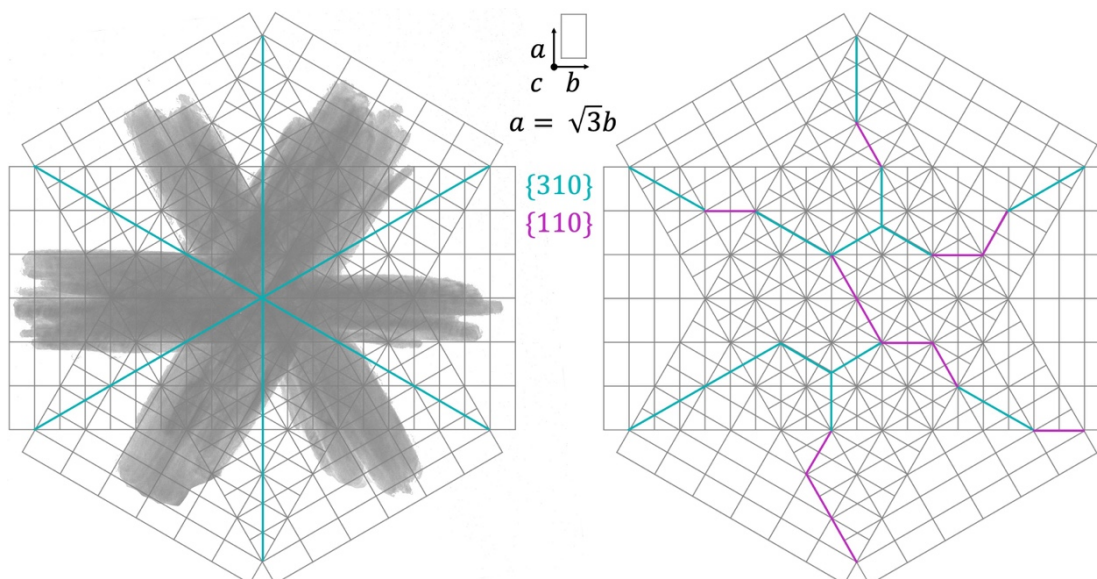 a
c b
a = √3b
{310}
{110}